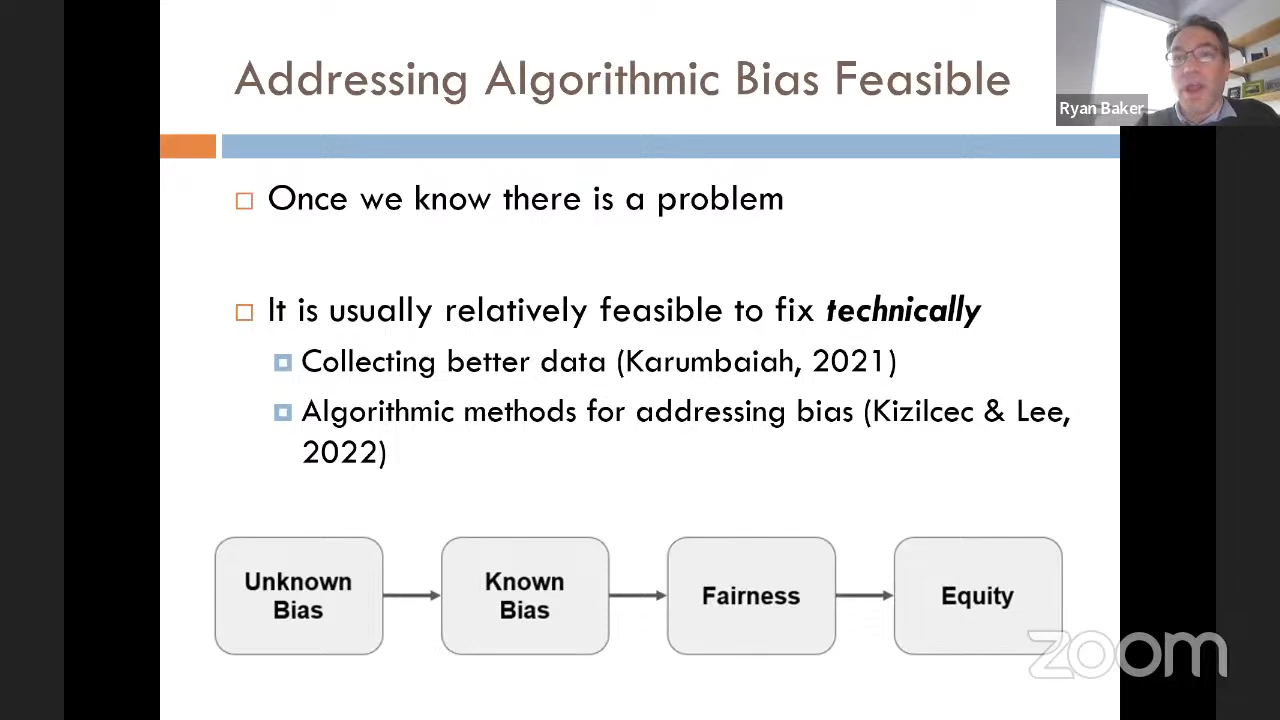 Addressing Algorithmic Bias Feasible
Ryan Baker
Once we know there is a problem
It is usually relatively feasible to fix technically
Collecting better data (Karumbaiah, 2021)
Algorithmic methods for addressing bias (Kizilcec & Lee,
2022)
Unknown
Bias
Known
Bias
Fairness
Equity
zoom